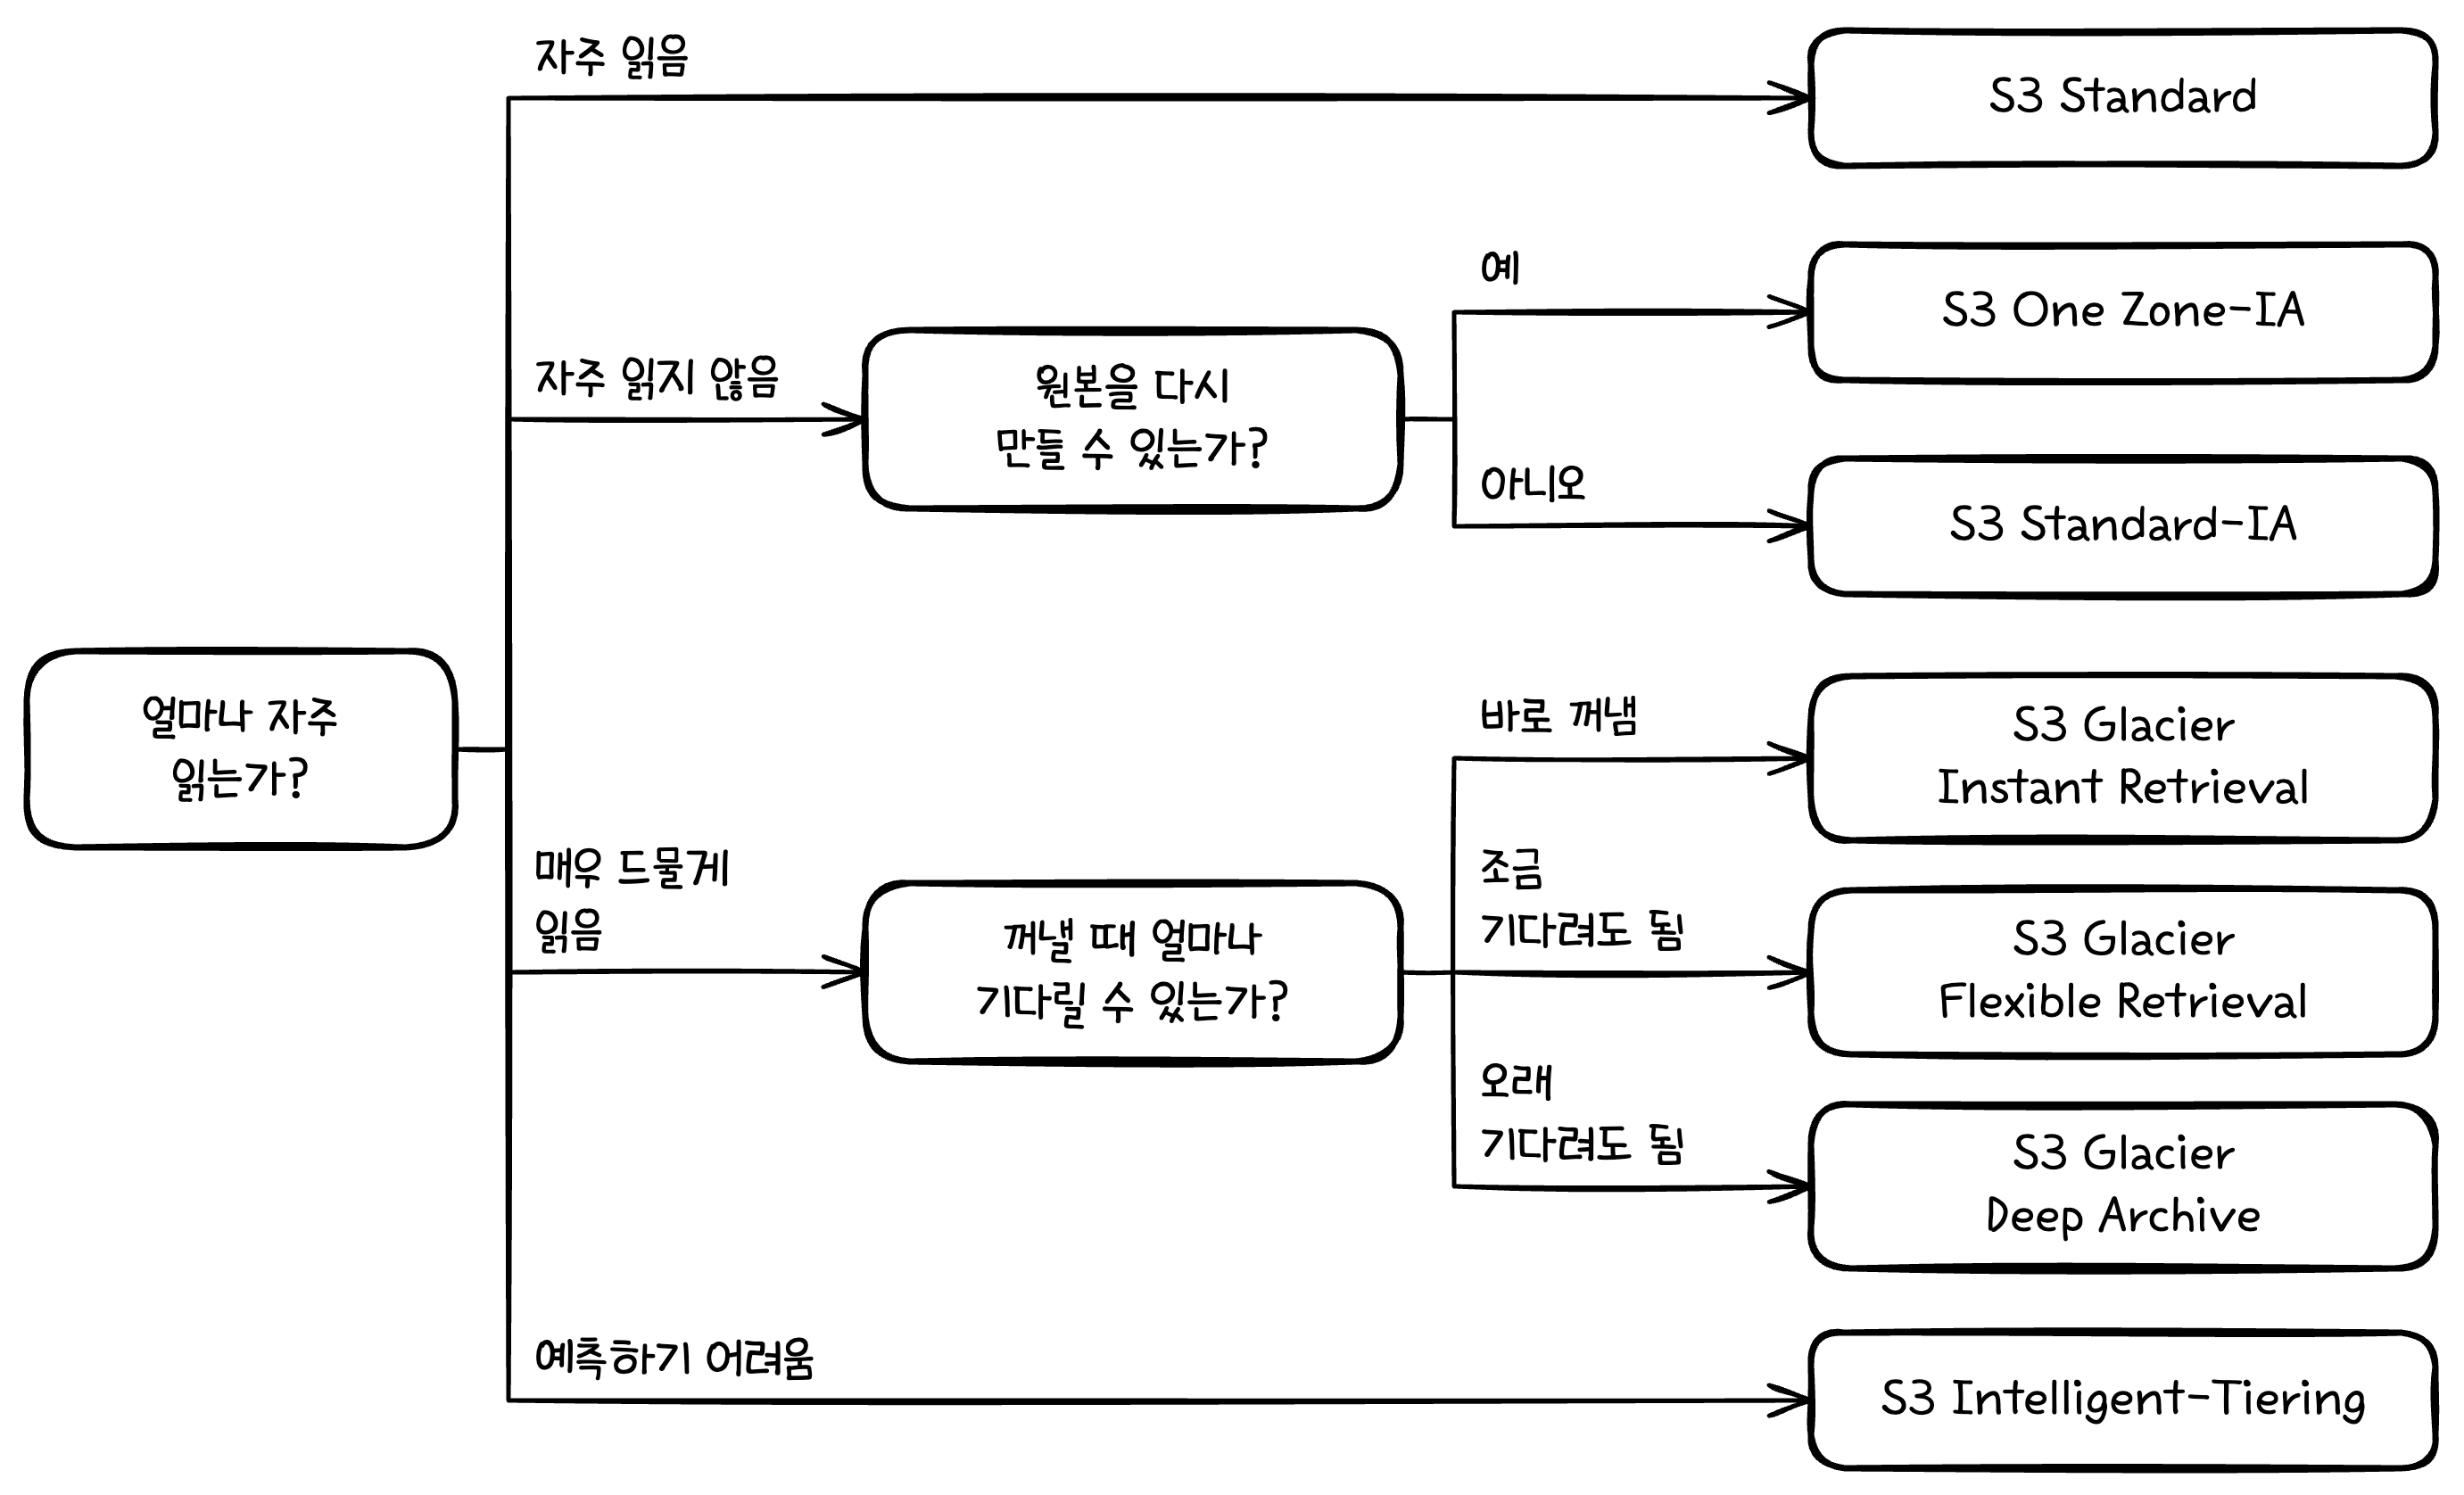 자주 읽음
S3 Standard
예
S3 One Zone-IA
자주 읽지 않음
원본을 다시
만들 수 있는가?
아니오
S3 Standard-IA
얼마나 자주
읽는가?
바로 꺼냄
S3 Glacier
Instant Retrieval
매우 드물게
읽음
꺼낼 때 얼마나
기다릴 수 있는가?
조금
기다려도 됨
S3 Glacier
Flexible Retrieval
오래
기다려도 됨
S3 Glacier
Deep Archive
예측하기 어려움
S3 Intelligent-Tiering